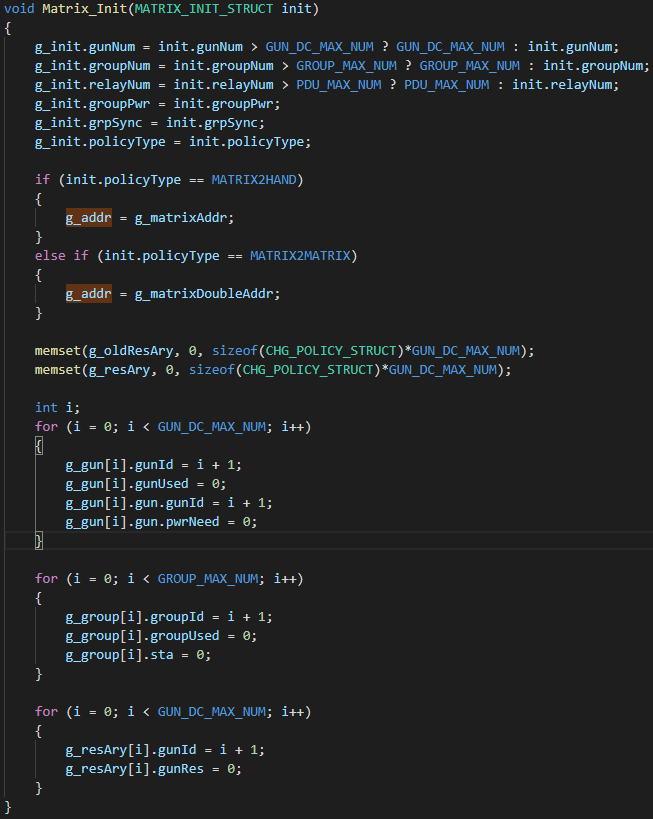 void Matrix_Init(MATRIX_INIT_STRUCT init)
{
    g_init.gunNum = init.gunNum > GUN_DC_MAX_NUM ? GUN_DC_MAX_NUM : init.gunNum;
    g_init.groupNum = init.groupNum > GROUP_MAX_NUM ? GROUP_MAX_NUM : init.groupNum;
    g_init.relayNum = init.relayNum > PDU_MAX_NUM ? PDU_MAX_NUM : init.relayNum;
    g_init.groupPwr = init.groupPwr;
    g_init.grpSync = init.grpSync;
    g_init.policyType = init.policyType;

    if (init.policyType == MATRIX2HAND)
    {
        g_addr = g_matrixAddr;
    }
    else if (init.policyType == MATRIX2MATRIX)
    {
        g_addr = g_matrixDoubleAddr;
    }

    memset(g_oldResAry, 0, sizeof(CHG_POLICY_STRUCT)*GUN_DC_MAX_NUM);
    memset(g_resAry, 0, sizeof(CHG_POLICY_STRUCT)*GUN_DC_MAX_NUM);

    int i;
    for (i = 0; i < GUN_DC_MAX_NUM; i++)
    {
        g_gun[i].gunId = i + 1;
        g_gun[i].gunUsed = 0;
        g_gun[i].gun.gunId = i + 1;
        g_gun[i].gun.pwrNeed = 0;
    }

    for (i = 0; i < GROUP_MAX_NUM; i++)
    {
        g_group[i].groupId = i + 1;
        g_group[i].groupUsed = 0;
        g_group[i].sta = 0;
    }

    for (i = 0; i < GUN_DC_MAX_NUM; i++)
    {
        g_resAry[i].gunId = i + 1;
        g_resAry[i].gunRes = 0;
    }
}